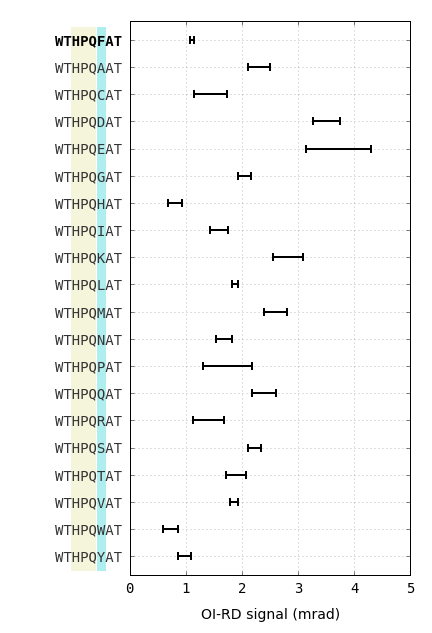 WTHPQFAT
WTHPQAAT
WTHPQCAT
WTHPQDAT
WTHPQEAT
WTHPQGAT
WTHPQHAT
WTHPQIAT
WTHPQKAT
WTHPQLAT
WTHPQMAT
WTHPQNAT
WTHPQPAT
WTHPQQAT
WTHPQRAT
WTHPQSAT
WTHPQTAT
WTHPQVAT
WTHPQWAT
WTHPQYAT
0 1 2 3 4 5
OI-RD signal (mrad)